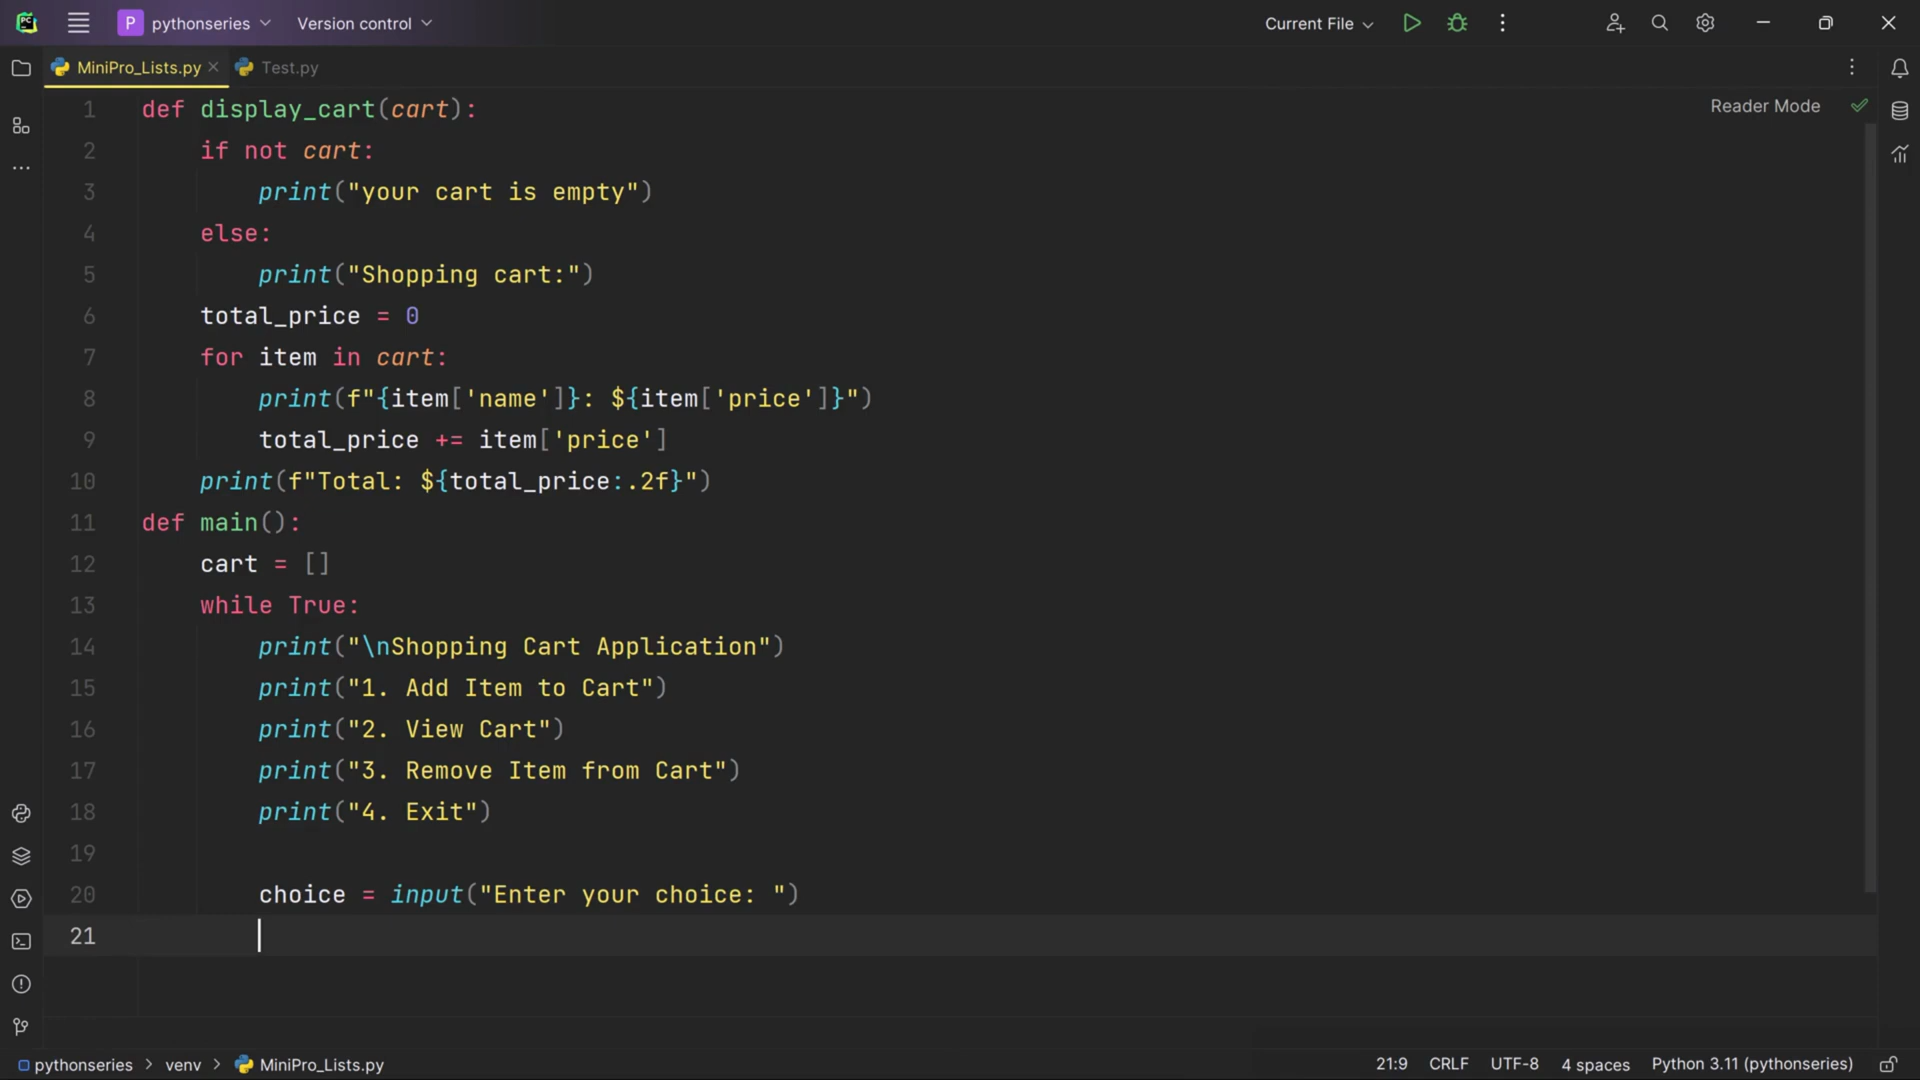 P pythonseries Version control Current File
MiniPro_Lists.py Test.py
Reader Mode
1 def display_cart(cart):
2 if not cart:
3 print("your cart is empty")
4 else:
5 print("Shopping cart:")
6 total_price = 0
7 for item in cart:
8 print(f"{item['name']}: ${item['price']}")
9 total_price += item['price']
10 print(f"Total: ${total_price:.2f}")
11 def main():
12 cart = []
13 while True:
14 print("\nShopping Cart Application")
15 print("1. Add Item to Cart")
16 print("2. View Cart")
17 print("3. Remove Item from Cart")
18 print("4. Exit")
19
20 choice = input("Enter your choice: ")
21
pythonseries > venv > MiniPro_Lists.py 21:9 CRLF UTF-8 4 spaces Python 3.11 (pythonseries)